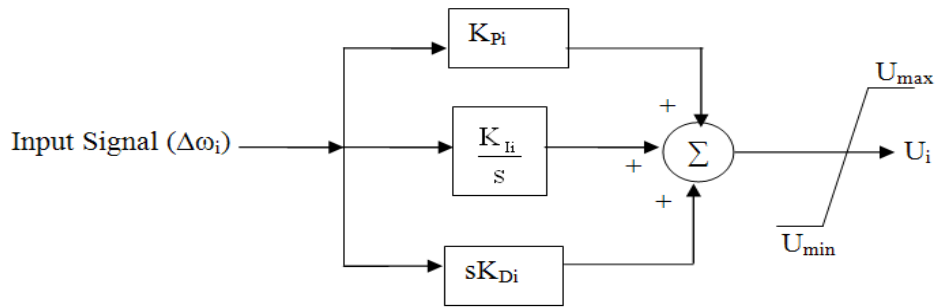 K_Pi
U_max
+
Input Signal (Δω_i)
K_Ii
s
Σ
+
U_i
+
U_min
sK_Di